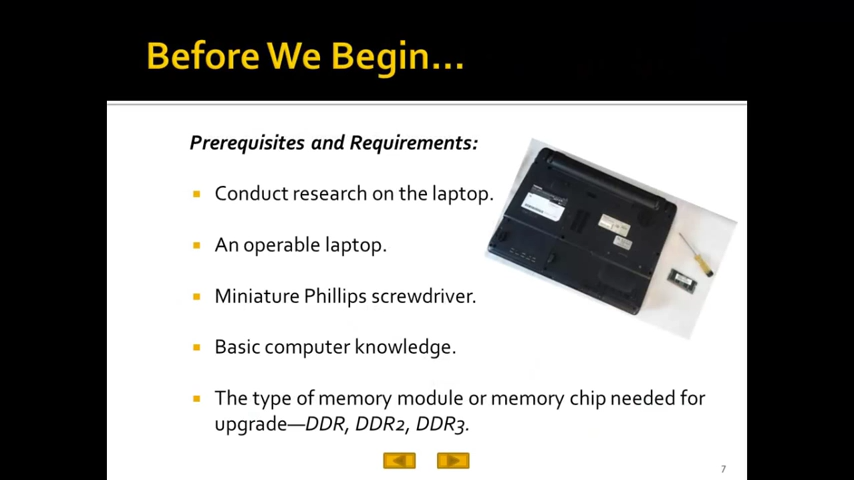 Before We Begin...
Prerequisites and Requirements:
Conduct research on the laptop.
An operable laptop.
Miniature Phillips screwdriver.
Basic computer knowledge.
The type of memory module or memory chip needed for
upgrade—DDR, DDR2, DDR3.
7